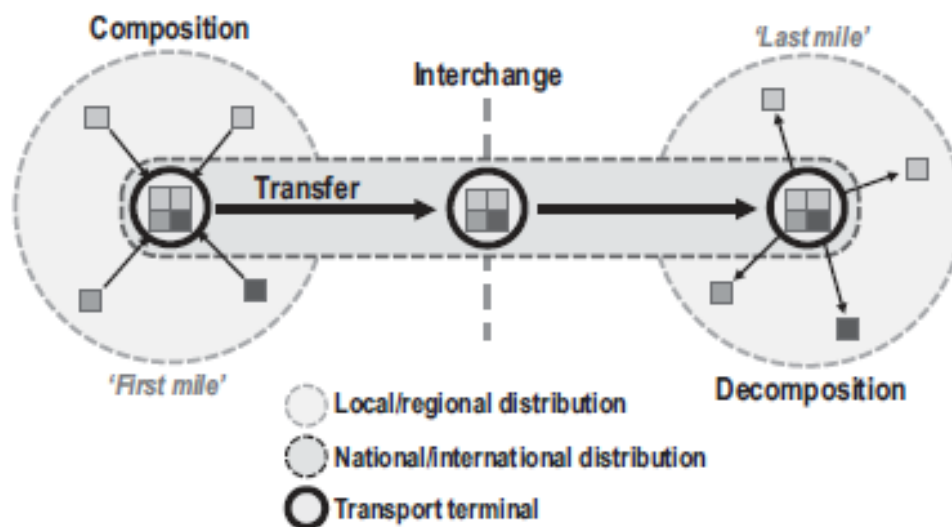 Composition
'Last mile'
Interchange
Transfer
'First mile'
Decomposition
Local/regional distribution
National/international distribution
Transport terminal